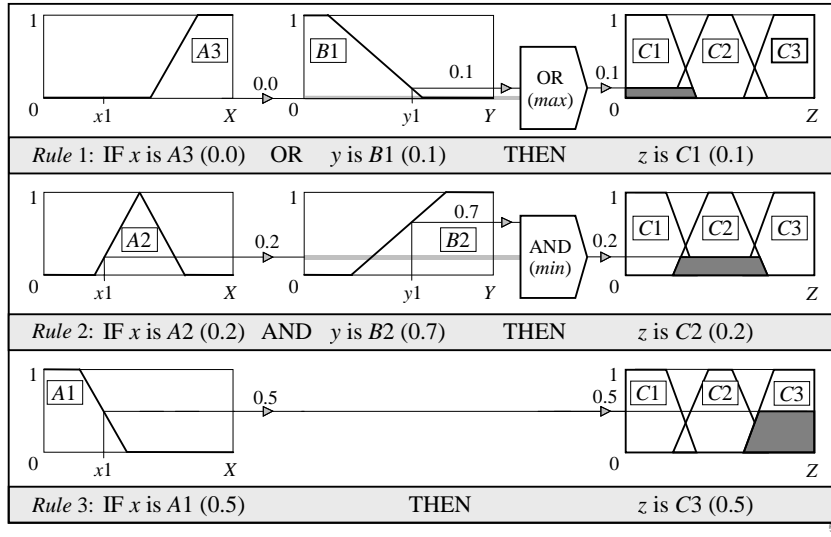 1 A3 0 x1 X 0.0 1 B1 0.1 0 y1 Y OR (max) 0.1 1 C1 C2 C3 0 Z
Rule 1: IF x is A3 (0.0) OR y is B1 (0.1) THEN z is C1 (0.1)
1 A2 0 x1 X 0.2 1 0.7 B2 0 y1 Y AND (min) 0.2 1 C1 C2 C3 0 Z
Rule 2: IF x is A2 (0.2) AND y is B2 (0.7) THEN z is C2 (0.2)
1 A1 0 x1 X 0.5 0.5 1 C1 C2 C3 0 Z
Rule 3: IF x is A1 (0.5) THEN z is C3 (0.5)